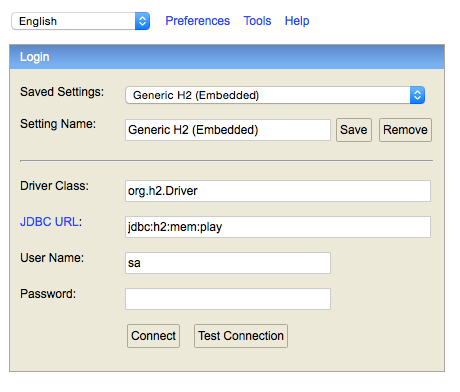 English Preferences Tools Help
Login
Saved Settings: Generic H2 (Embedded)
Setting Name: Generic H2 (Embedded) Save Remove
Driver Class: org.h2.Driver
JDBC URL: jdbc:h2:mem:play
User Name: sa
Password:
Connect Test Connection